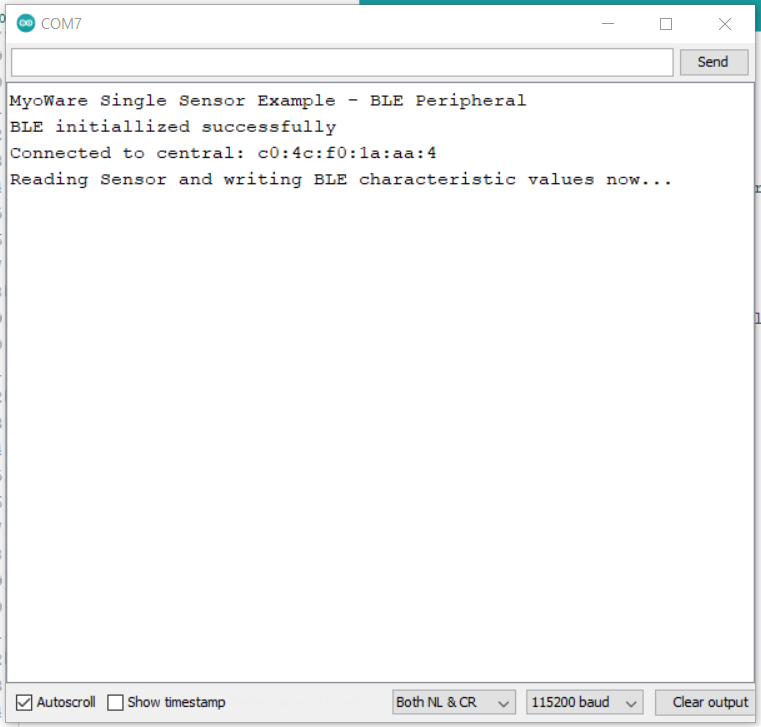 COM7
Send
MyoWare Single Sensor Example - BLE Peripheral
BLE initiallized successfully
Connected to central: c0:4c:f0:1a:aa:4
Reading Sensor and writing BLE characteristic values now...
Autoscroll Show timestamp Both NL & CR 115200 baud Clear output